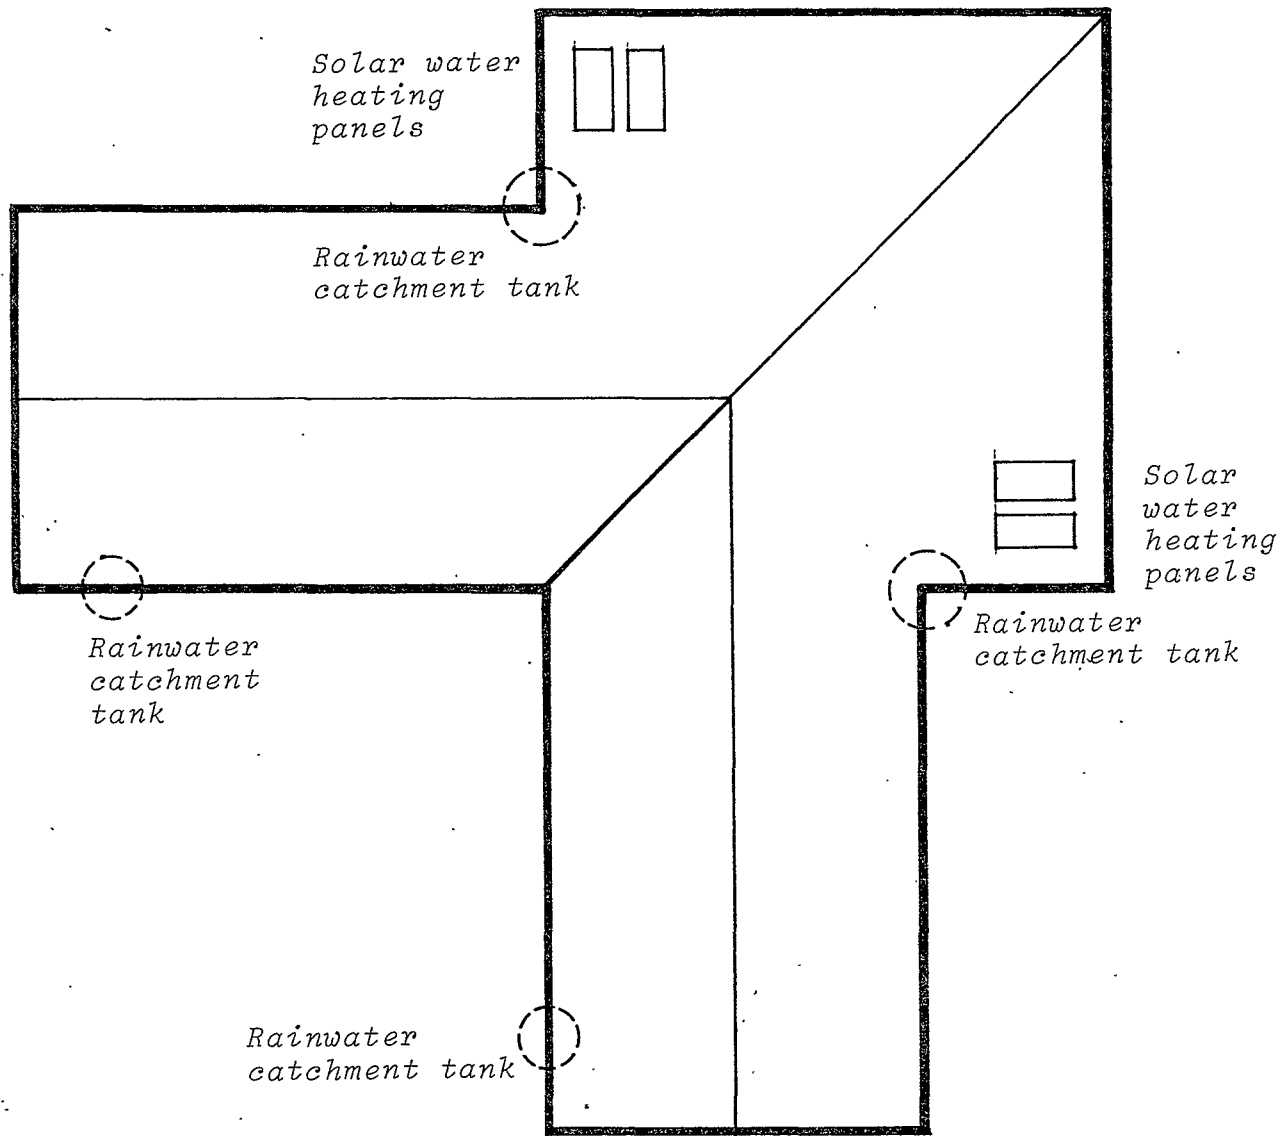 Solar water
heating
panels
Rainwater
catchment tank
Solar
water
heating
panels
Rainwater
catchment tank
Rainwater
catchment
tank
Rainwater
catchment tank